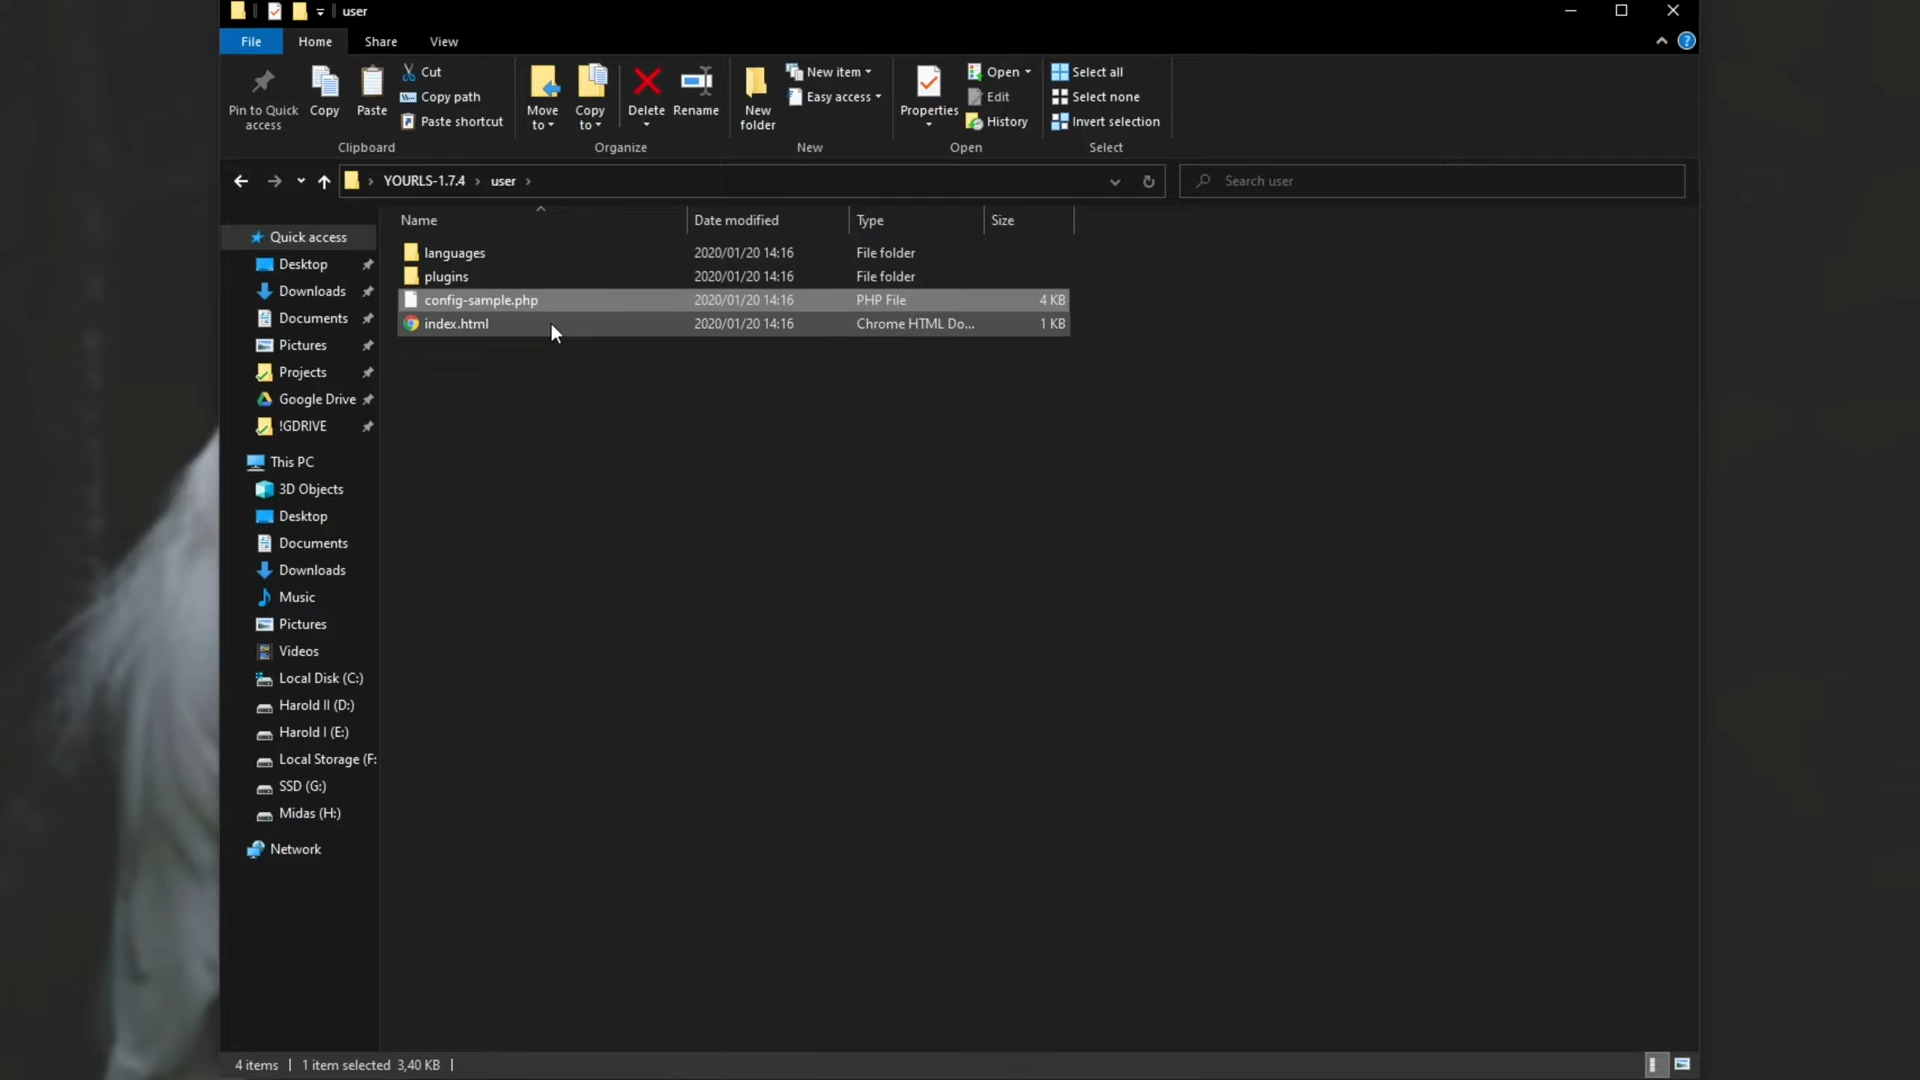 user
File Home Share View
Pin to Quick access
Copy
Paste
Cut
Copy path
Paste shortcut
Clipboard
Move to
Copy to
Delete
Rename
Organize
New folder
New item
Easy access
New
Properties
Open
Edit
History
Open
Select all
Select none
Invert selection
Select
YOURLS-1.7.4 user
Search user
Name Date modified Type Size
languages 2020/01/20 14:16 File folder
plugins 2020/01/20 14:16 File folder
config-sample.php 2020/01/20 14:16 PHP File 4 KB
index.html 2020/01/20 14:16 Chrome HTML Do... 1 KB
Quick access
Desktop
Downloads
Documents
Pictures
Projects
Google Drive
!GDRIVE
This PC
3D Objects
Desktop
Documents
Downloads
Music
Pictures
Videos
Local Disk (C:)
Harold II (D:)
Harold I (E:)
Local Storage (F:
SSD (G:)
Midas (H:)
Network
4 items 1 item selected 3,40 KB